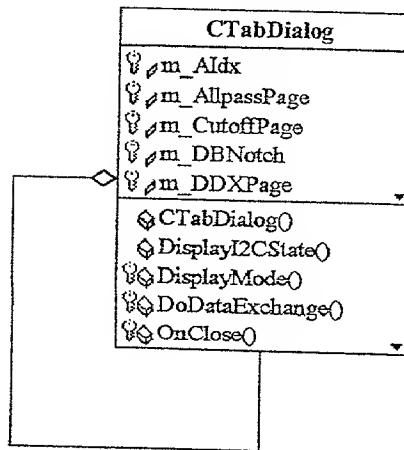 CTabDialog
m_AIdx
m_AllpassPage
m_CutoffPage
m_DBNotch
m_DDXPage
CTabDialog()
DisplayI2CState()
DisplayMode()
DoDataExchange()
OnClose()